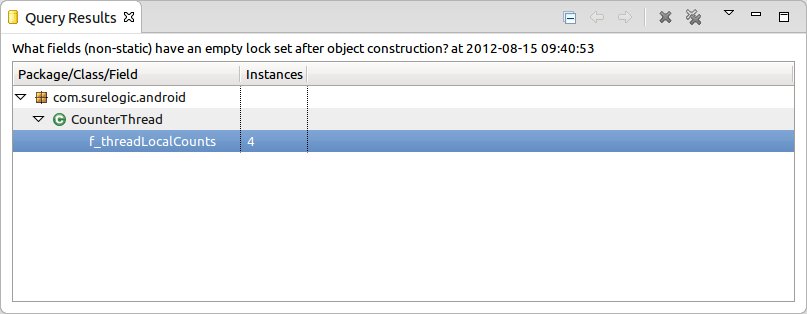 Query Results
What fields (non-static) have an empty lock set after object construction? at 2012-08-15 09:40:53
Package/Class/Field Instances
com.surelogic.android
C CounterThread
f_threadLocalCounts 4